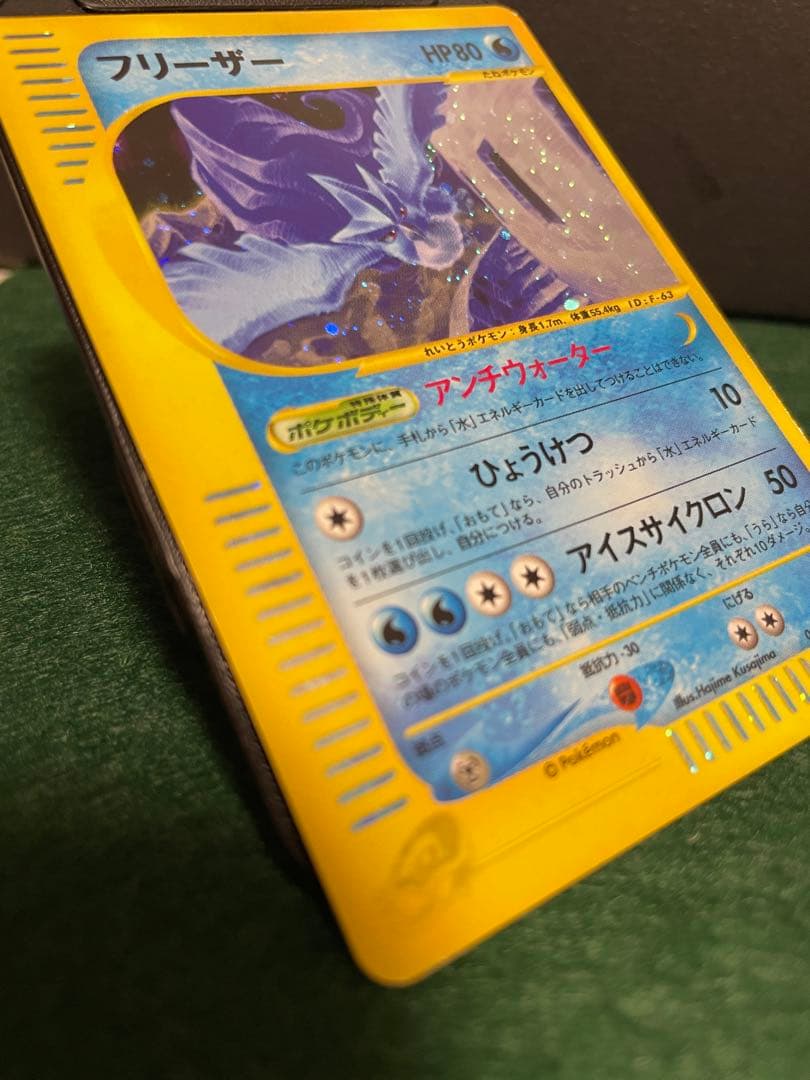 フリーザー
HP80
たねポケモン
れいとうポケモン：身長1.7m、体重55.4kg ID:F-63
特殊体質
ポケボディー
アンチウォーター
このポケモンに、手札から「水」エネルギーカードを出してつけることはできない。
ひょうけつ 10
コインを1回投げ、「おもて」なら、自分のトラッシュから「水」エネルギーカード
を1枚選び出し、自分につける。
アイスサイクロン 50
コインを1回投げ、「おもて」なら相手のベンチポケモン全員にも、「うら」なら自分
の場のポケモン全員にも、「弱点・抵抗力」に関係なく、それぞれ10ダメージ。
弱点
抵抗力 -30
にげる
Illus.Hajime Kusajima
© Pokémon